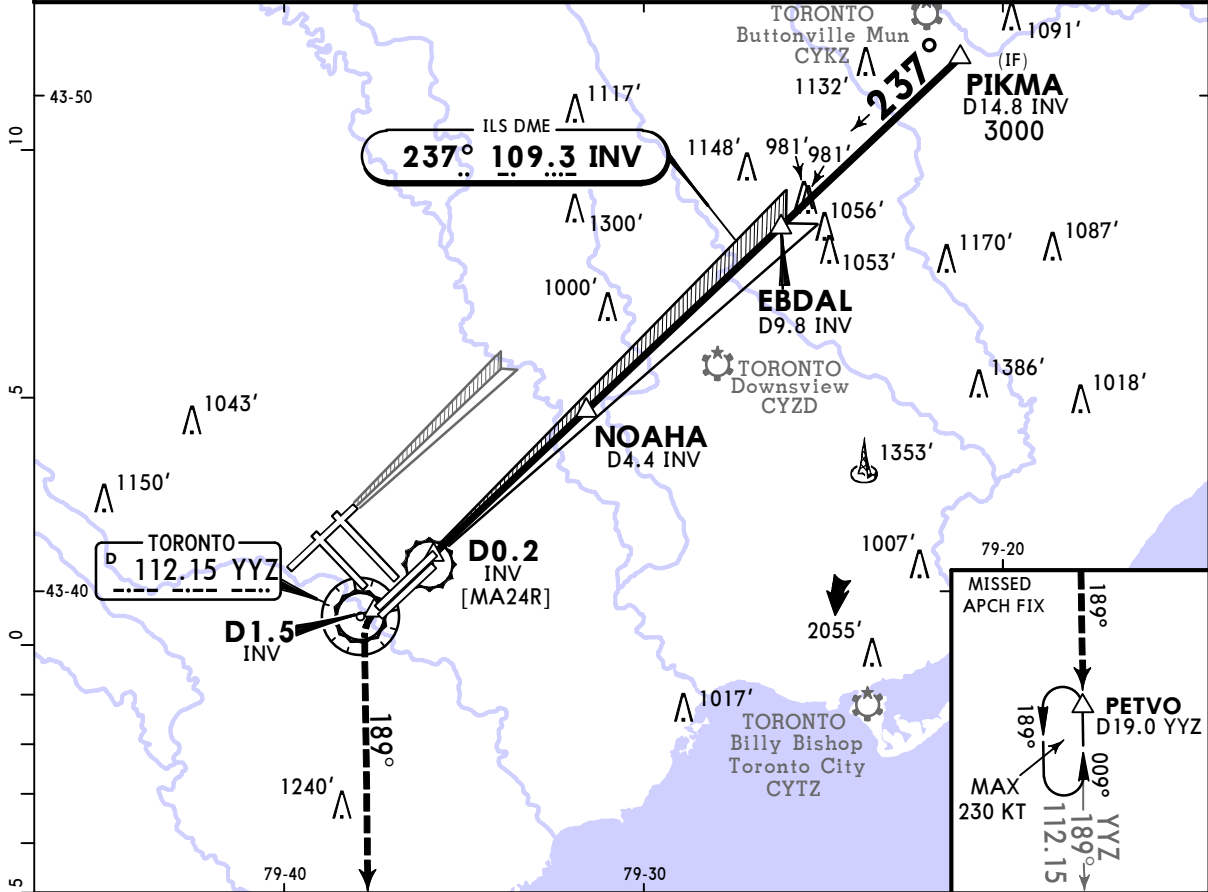 TORONTO
Buttonville Mun
CYKZ
1091'
1132'
237°
(IF)
PIKMA
D14.8 INV
3000
43-50
10
1117'
ILS DME
237° 109.3 INV
1148'
981'
981'
1300'
1056'
1053'
1170'
1087'
1000'
EBDAL
D9.8 INV
TORONTO
Downsview
CYZD
1386'
1018'
5
1043'
NOAHA
D4.4 INV
1353'
1150'
TORONTO
D 112.15 YYZ
D0.2
INV
[MA24R]
1007'
79-20
43-40
D1.5
INV
0
2055'
1017'
TORONTO
Billy Bishop
Toronto City
CYTZ
189°
1240'
79-40
79-30
5
MISSED
APCH FIX
189°
PETVO
D19.0 YYZ
189°
009°
MAX
230 KT
YYZ
189°
112.15